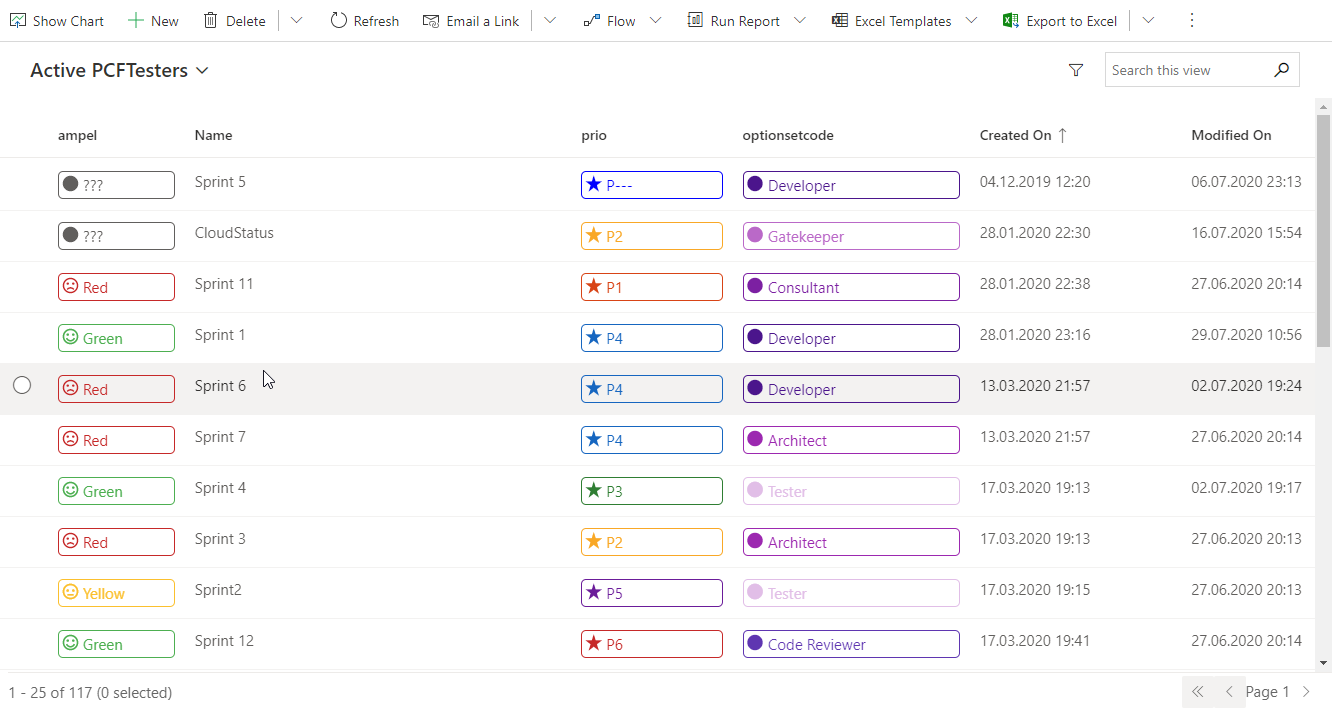 Show Chart New Delete Refresh Email a Link Flow Run Report Excel Templates Export to Excel
Active PCFTesters Search this view
ampel Name prio optionsetcode Created On Modified On
??? Sprint 5 P--- Developer 04.12.2019 12:20 06.07.2020 23:13
??? CloudStatus P2 Gatekeeper 28.01.2020 22:30 16.07.2020 15:54
Red Sprint 11 P1 Consultant 28.01.2020 22:38 27.06.2020 20:14
Green Sprint 1 P4 Developer 28.01.2020 23:16 29.07.2020 10:56
Red Sprint 6 P4 Developer 13.03.2020 21:57 02.07.2020 19:24
Red Sprint 7 P4 Architect 13.03.2020 21:57 27.06.2020 20:14
Green Sprint 4 P3 Tester 17.03.2020 19:13 02.07.2020 19:17
Red Sprint 3 P2 Architect 17.03.2020 19:13 27.06.2020 20:13
Yellow Sprint2 P5 Tester 17.03.2020 19:15 27.06.2020 20:13
Green Sprint 12 P6 Code Reviewer 17.03.2020 19:41 27.06.2020 20:14
1 - 25 of 117 (0 selected) Page 1